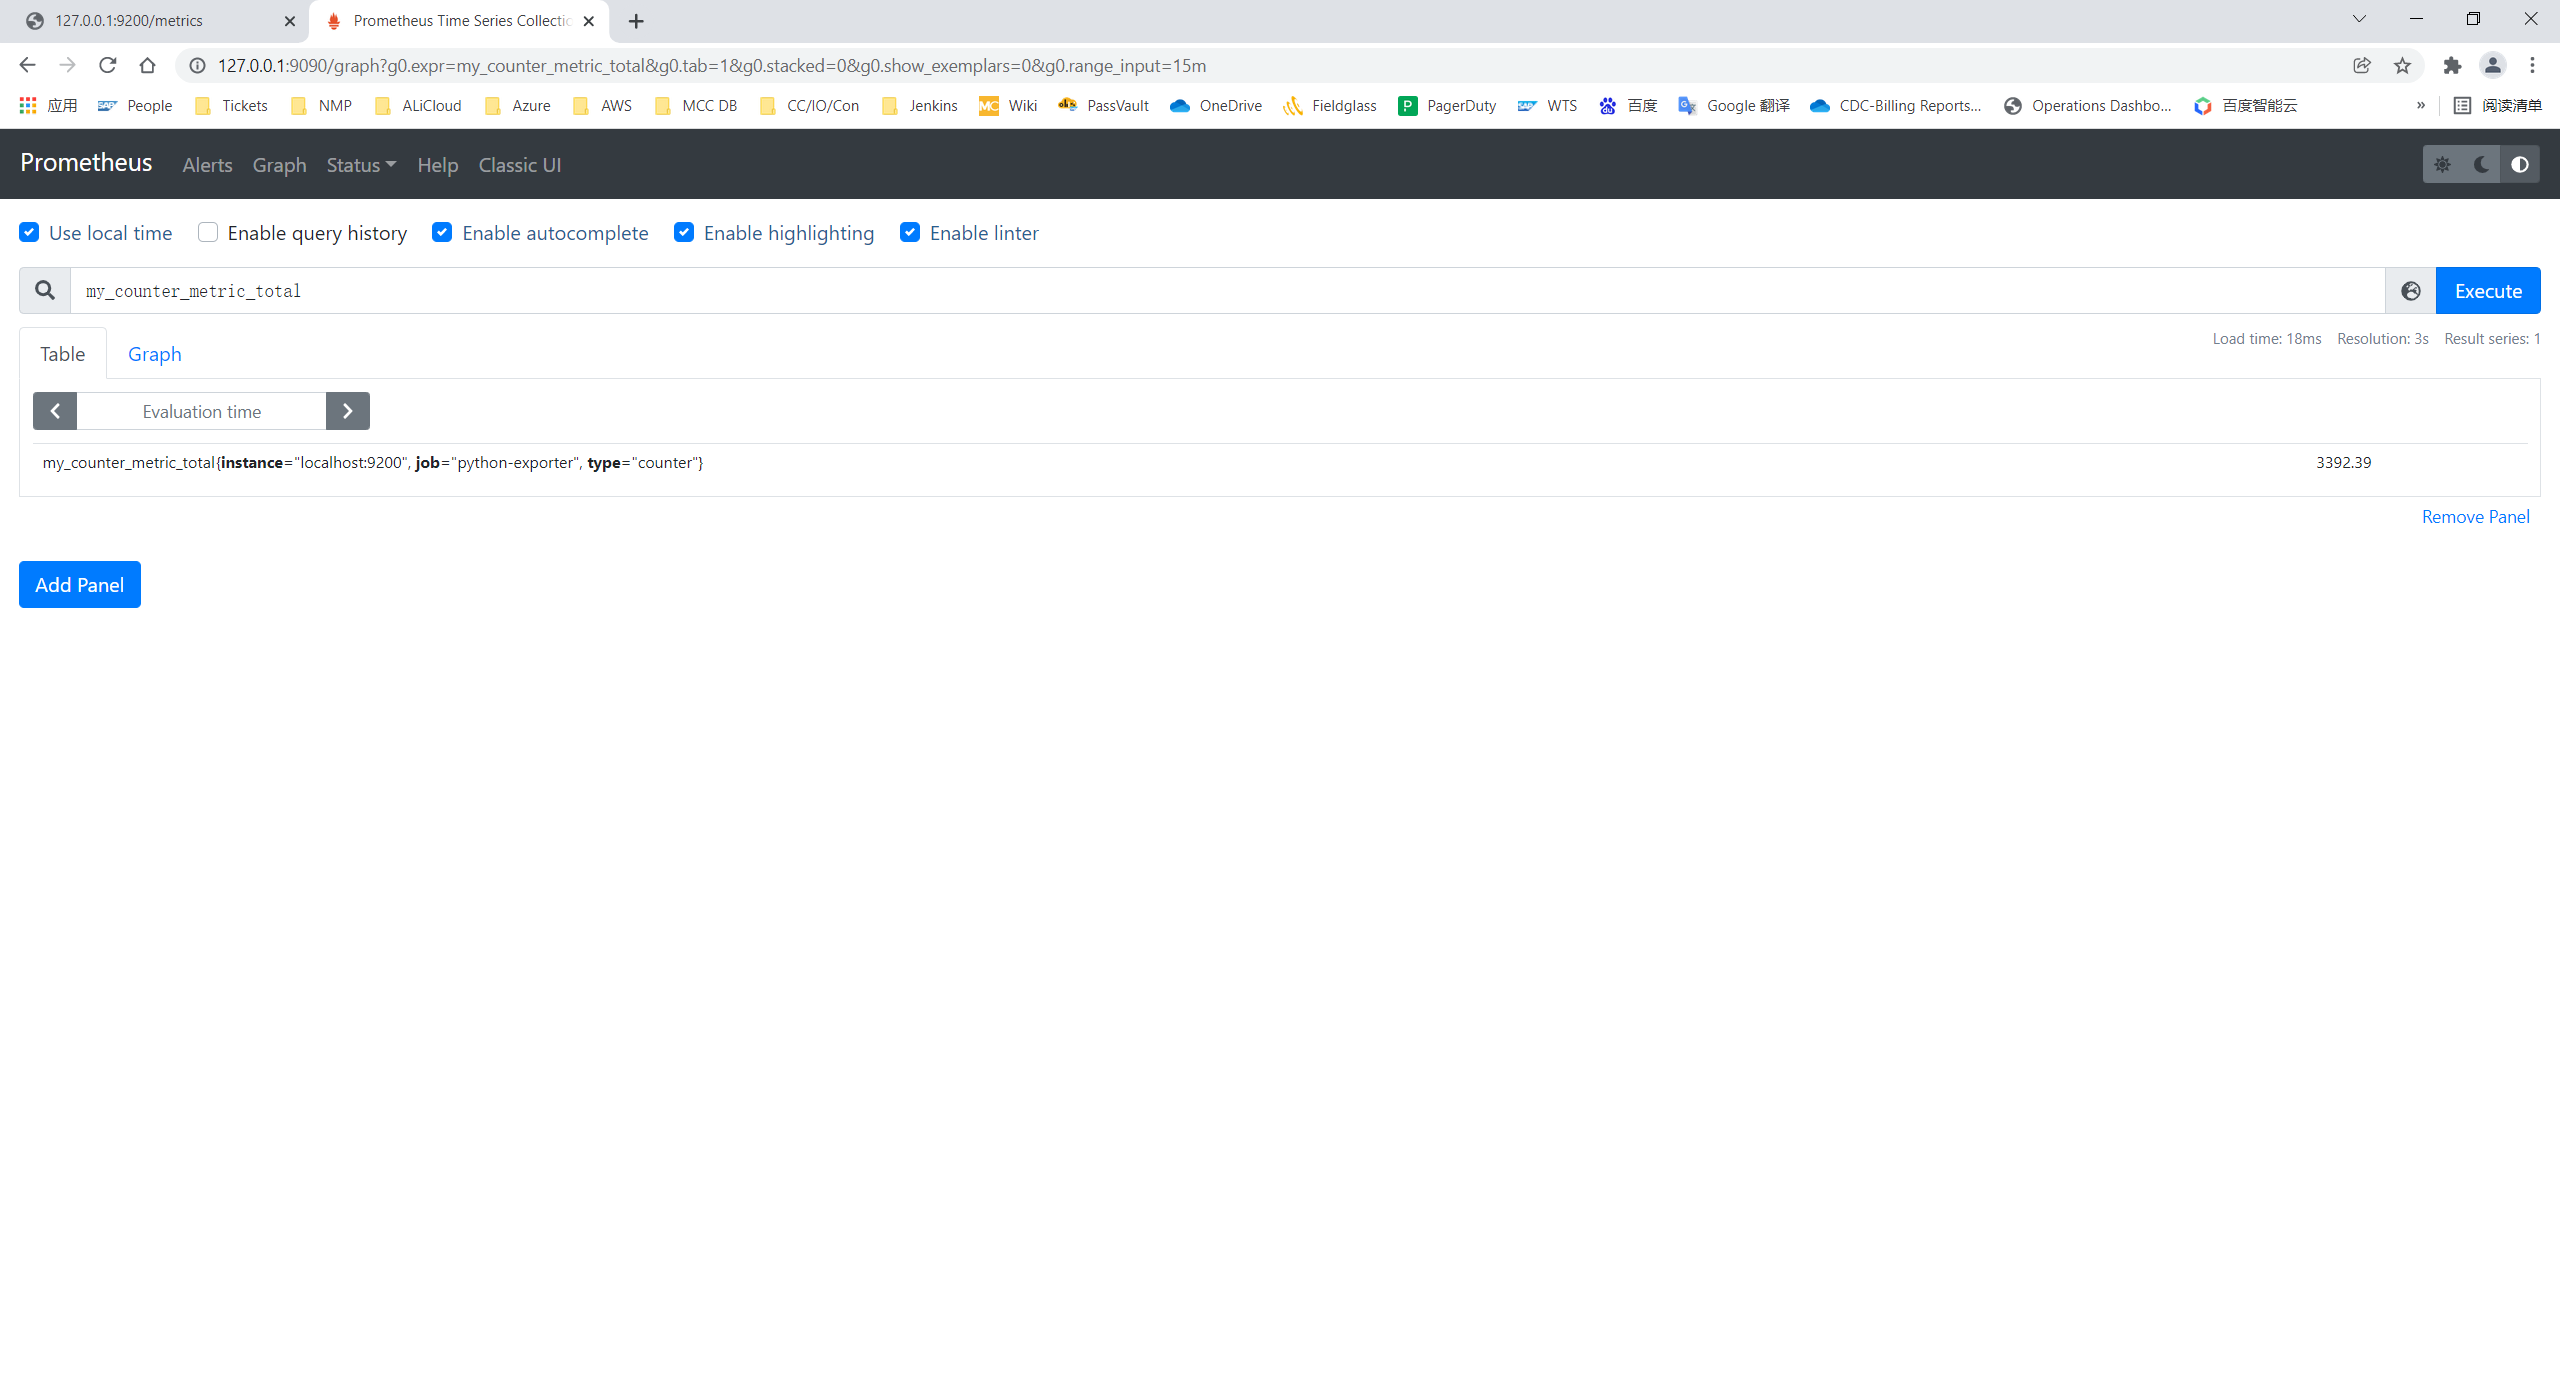 127.0.0.1:9200/metrics
Prometheus Time Series Collectio
127.0.0.1:9090/graph?g0.expr=my_counter_metric_total&g0.tab=1&g0.stacked=0&g0.show_exemplars=0&g0.range_input=15m
应用 People Tickets NMP ALiCloud Azure AWS MCC DB CC/IO/Con Jenkins MC Wiki PassVault OneDrive Fieldglass P PagerDuty WTS 百度 Google 翻译 CDC-Billing Reports... Operations Dashbo... 百度智能云 » 阅读清单
Prometheus Alerts Graph Status Help Classic UI
Use local time Enable query history Enable autocomplete Enable highlighting Enable linter
my_counter_metric_total Execute
Table Graph Load time: 18ms Resolution: 3s Result series: 1
Evaluation time
my_counter_metric_total{instance="localhost:9200", job="python-exporter", type="counter"} 3392.39
Remove Panel
Add Panel